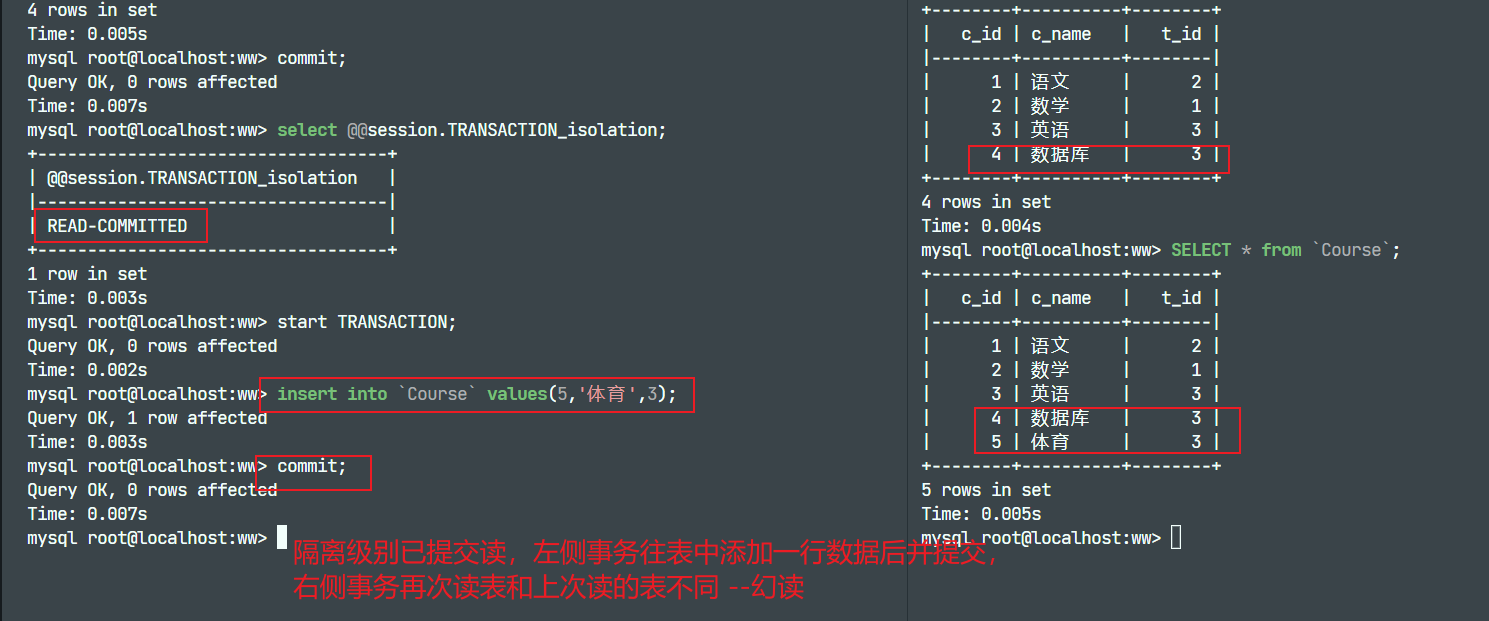 4 rows in set
Time: 0.005s
mysql root@localhost:ww> commit;
Query OK, 0 rows affected
Time: 0.007s
mysql root@localhost:ww> select @@session.TRANSACTION_isolation;
+-----------------------------------+
| @@session.TRANSACTION_isolation   |
|-----------------------------------|
| READ-COMMITTED                    |
+-----------------------------------+
1 row in set
Time: 0.003s
mysql root@localhost:ww> start TRANSACTION;
Query OK, 0 rows affected
Time: 0.002s
mysql root@localhost:ww> insert into `Course` values(5,'体育',3);
Query OK, 1 row affected
Time: 0.003s
mysql root@localhost:ww> commit;
Query OK, 0 rows affected
Time: 0.007s
mysql root@localhost:ww>
隔离级别已提交读，左侧事务往表中添加一行数据后并提交，
右侧事务再次读表和上次读的表不同 --幻读
+--------+----------+--------+
|   c_id | c_name   |   t_id |
|--------+----------+--------|
|      1 | 语文     |      2 |
|      2 | 数学     |      1 |
|      3 | 英语     |      3 |
|      4 | 数据库   |      3 |
+--------+----------+--------+
4 rows in set
Time: 0.004s
mysql root@localhost:ww> SELECT * from `Course`;
+--------+----------+--------+
|   c_id | c_name   |   t_id |
|--------+----------+--------|
|      1 | 语文     |      2 |
|      2 | 数学     |      1 |
|      3 | 英语     |      3 |
|      4 | 数据库   |      3 |
|      5 | 体育     |      3 |
+--------+----------+--------+
5 rows in set
Time: 0.005s
mysql root@localhost:ww>